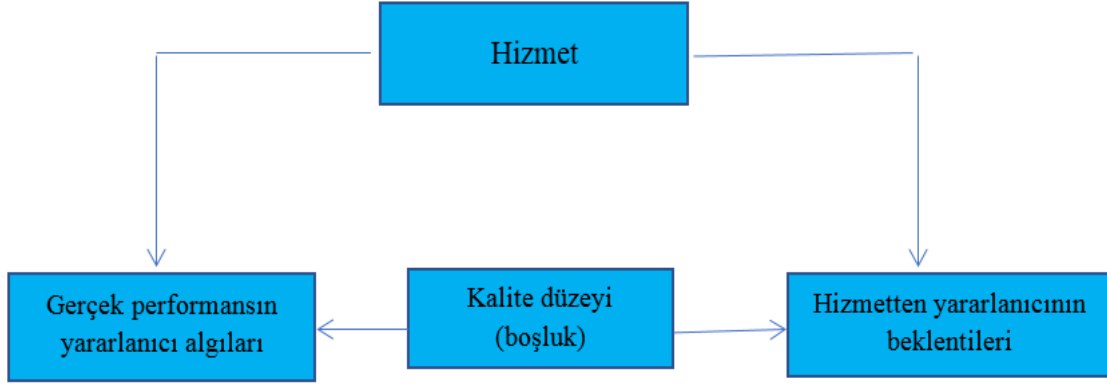 Hizmet
Gerçek performansın
yararlanıcı algıları
Kalite düzeyi
(boşluk)
Hizmetten yararlanıcının
beklentileri